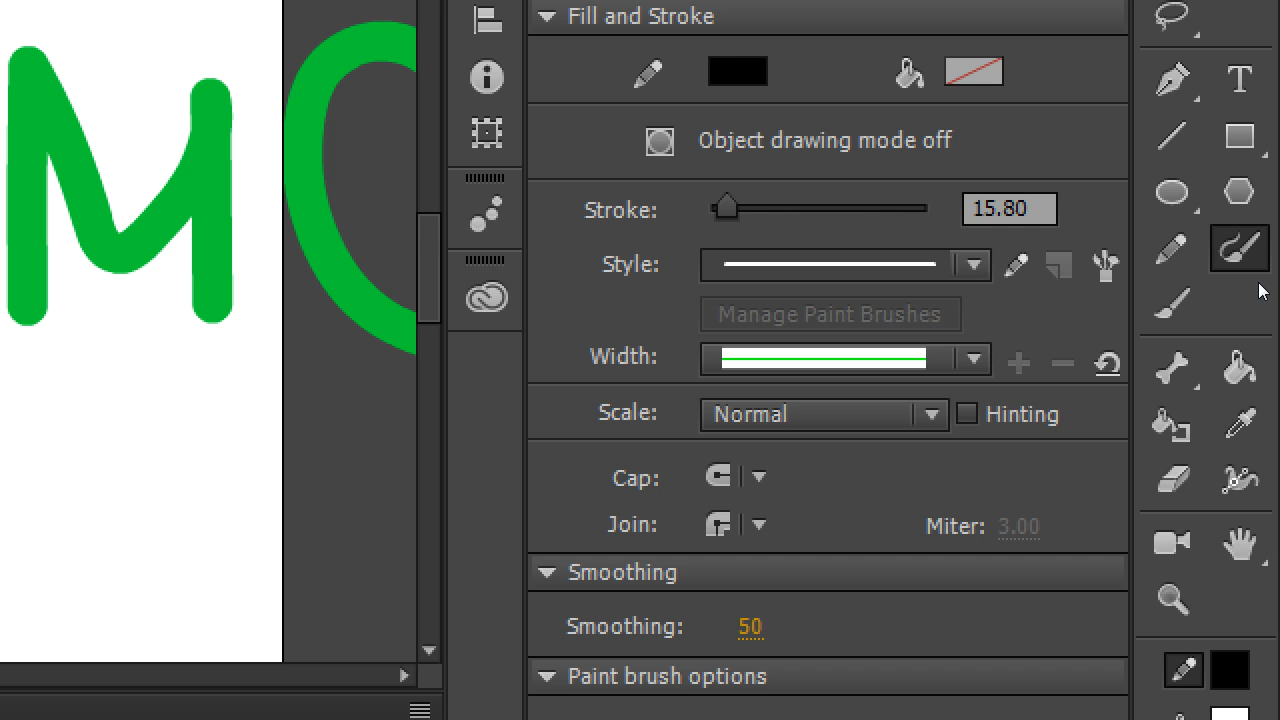 M
Fill and Stroke
Object drawing mode off
Stroke: 15.80
Style:
Manage Paint Brushes
Width:
Scale: Normal Hinting
Cap:
Join: Miter: 3.00
Smoothing
Smoothing: 50
Paint brush options
T